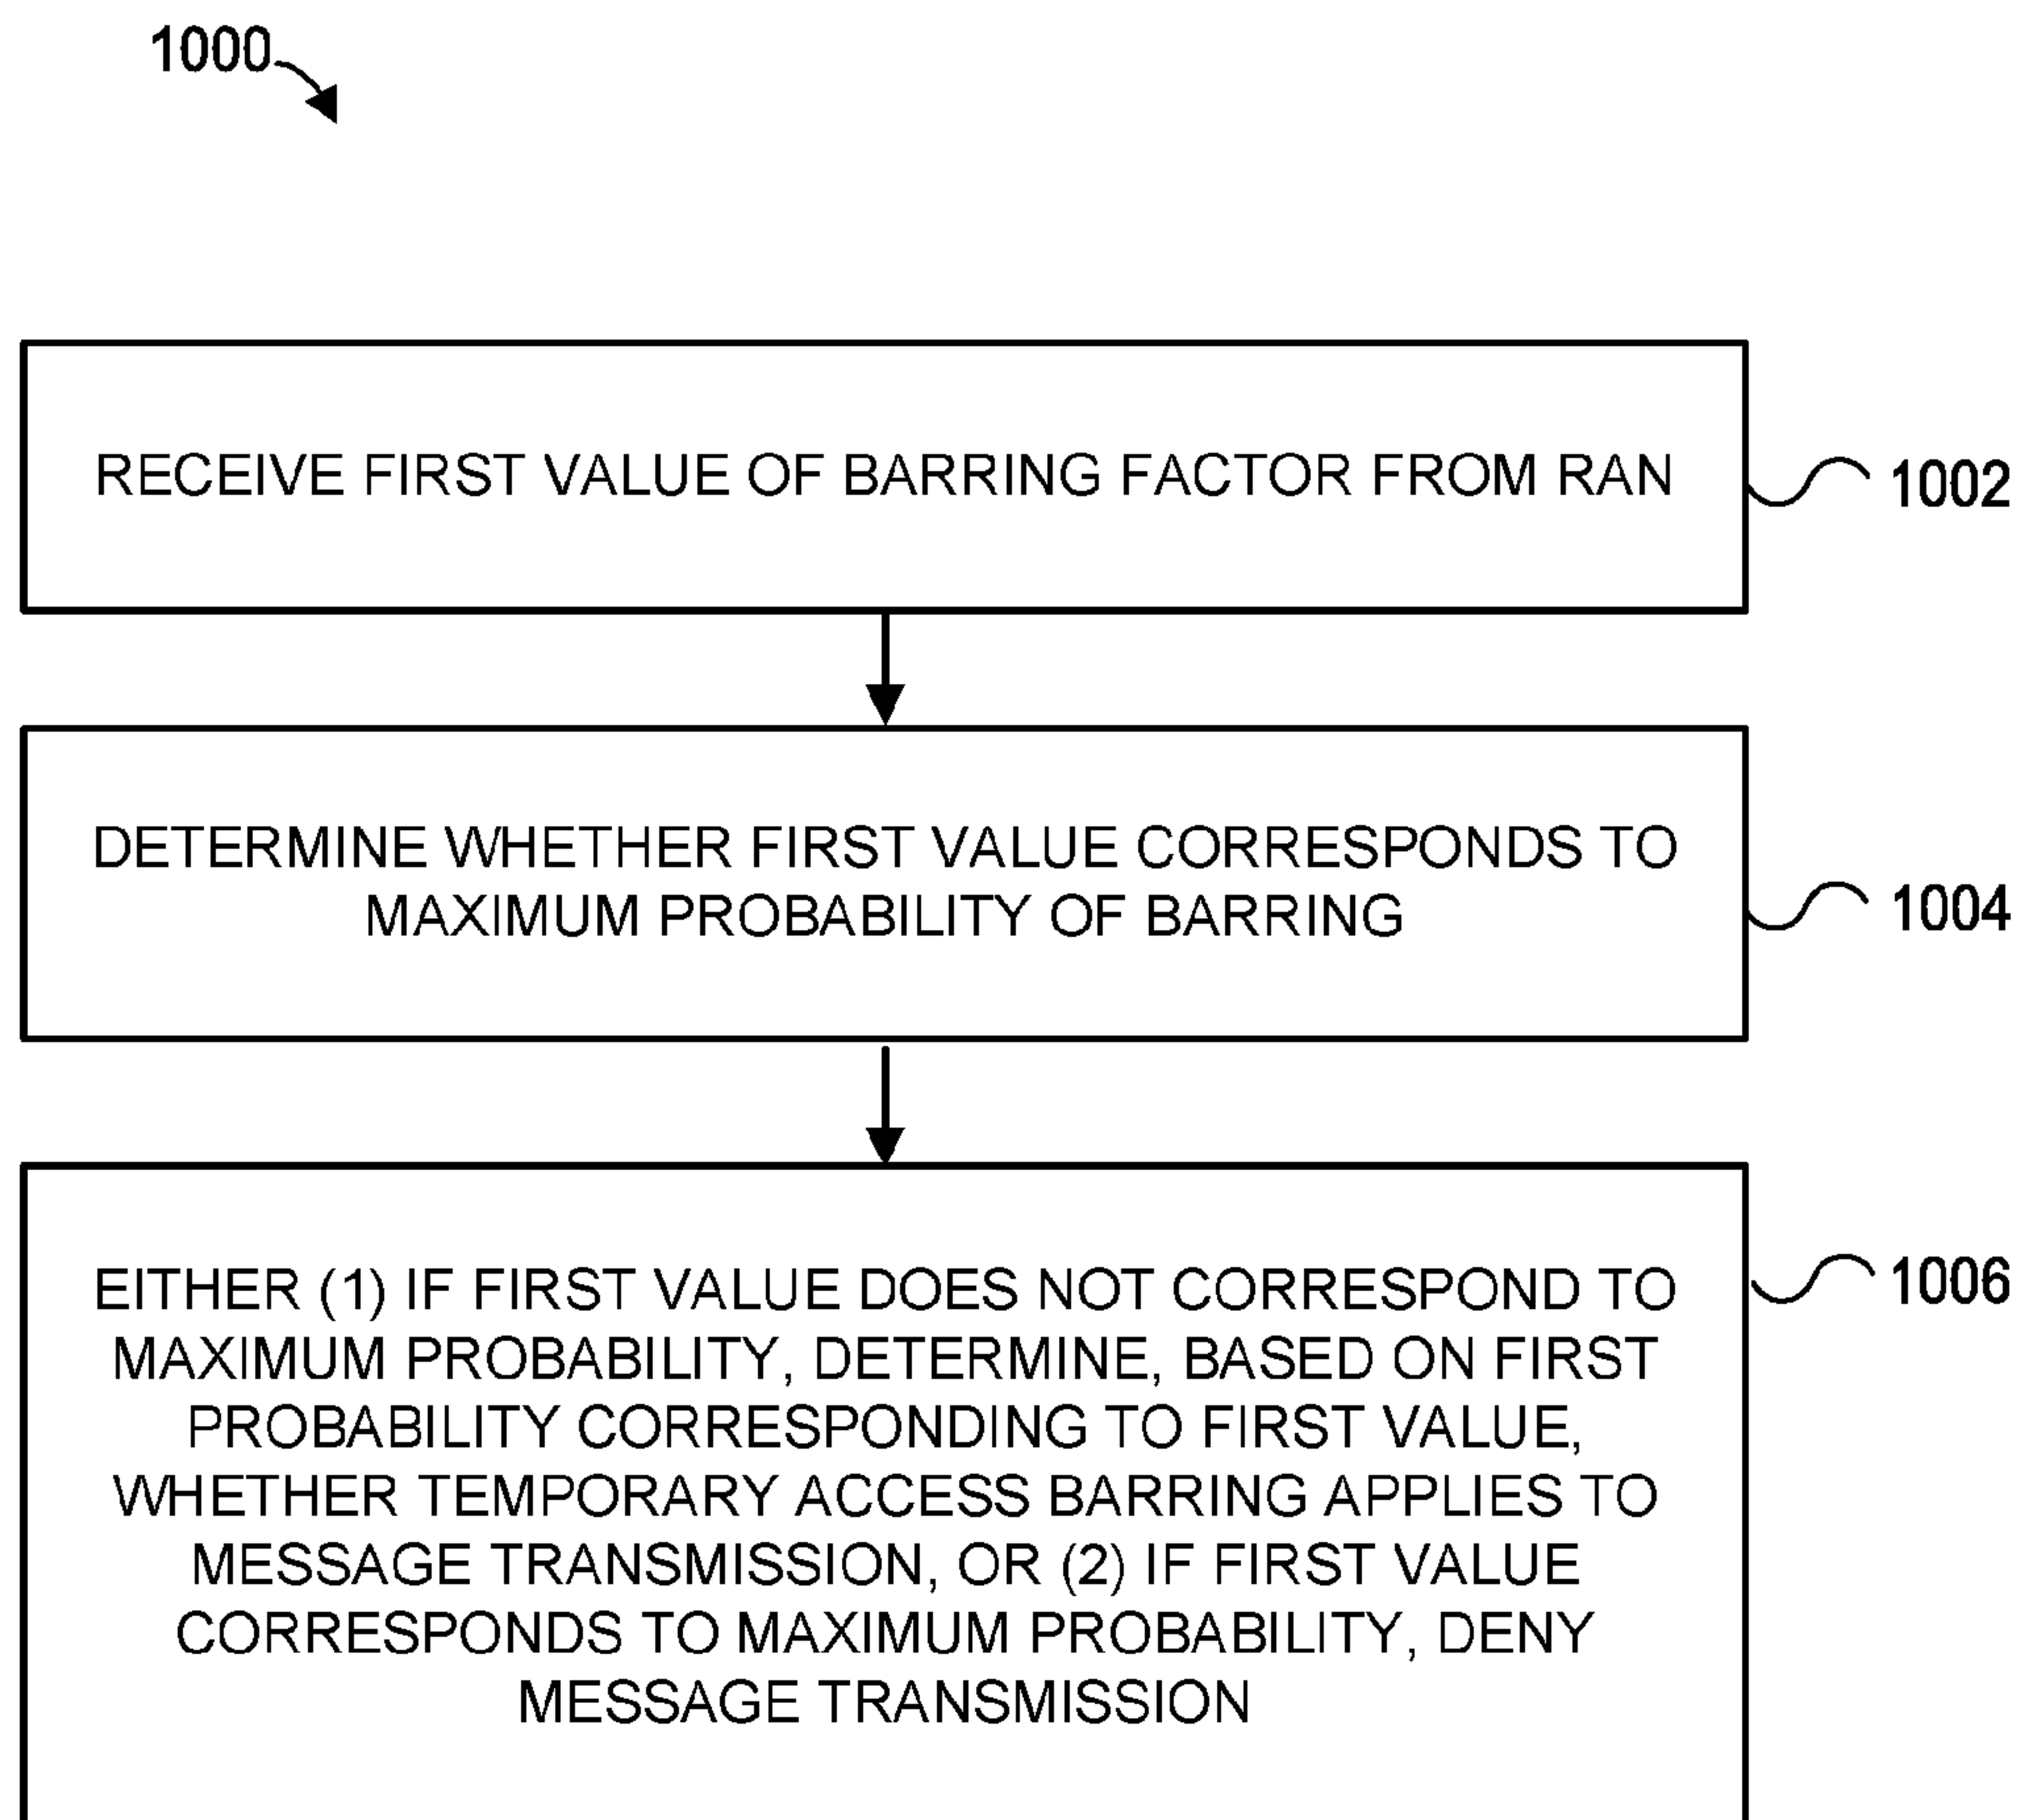 1000
RECEIVE FIRST VALUE OF BARRING FACTOR FROM RAN
1002
DETERMINE WHETHER FIRST VALUE CORRESPONDS TO
MAXIMUM PROBABILITY OF BARRING
1004
EITHER (1) IF FIRST VALUE DOES NOT CORRESPOND TO
MAXIMUM PROBABILITY, DETERMINE, BASED ON FIRST
PROBABILITY CORRESPONDING TO FIRST VALUE,
WHETHER TEMPORARY ACCESS BARRING APPLIES TO
MESSAGE TRANSMISSION, OR (2) IF FIRST VALUE
CORRESPONDS TO MAXIMUM PROBABILITY, DENY
MESSAGE TRANSMISSION
1006